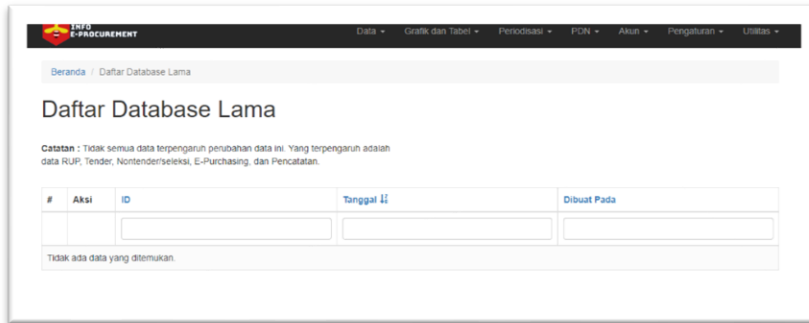 INFO
E-PROCUREMENT
Data Grafik dan Tabel Periodisasi PDN Akun Pengaturan Utilitas
Beranda / Daftar Database Lama
Daftar Database Lama
Catatan : Tidak semua data terpengaruh perubahan data ini. Yang terpengaruh adalah
data RUP, Tender, Nontender/seleksi, E-Purchasing, dan Pencatatan.
# Aksi ID Tanggal Dibuat Pada
Tidak ada data yang ditemukan.